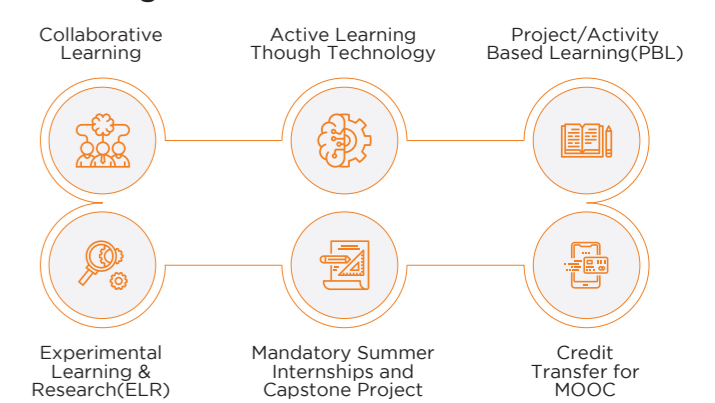 Collaborative
Learning
Active Learning
Though Technology
Project/Activity
Based Learning(PBL)
Experimental
Learning &
Research(ELR)
Mandatory Summer
Internships and
Capstone Project
Credit
Transfer for
MOOC